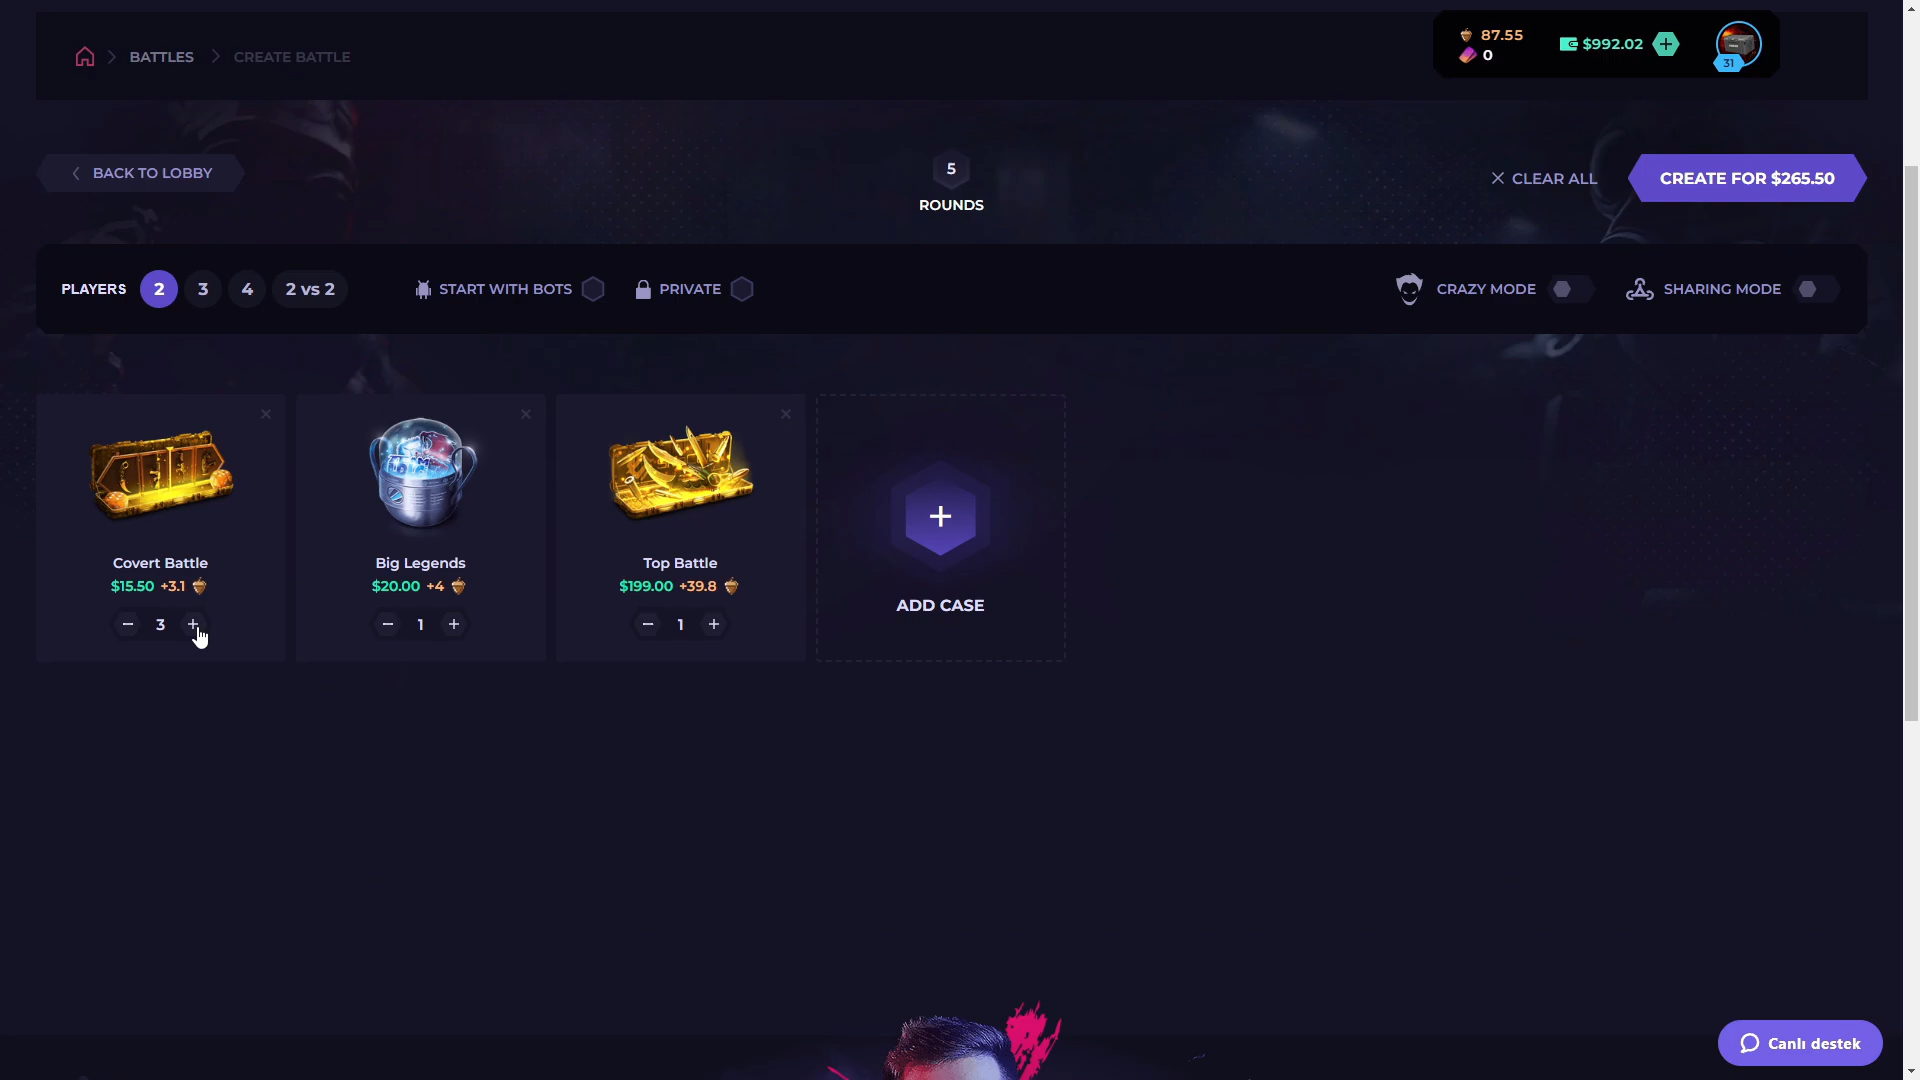 87.55
0
$992.02
31
BATTLES
CREATE BATTLE
BACK TO LOBBY
5
ROUNDS
CLEAR ALL
CREATE FOR $265.50
PLAYERS 2 3 4 2 vs 2
START WITH BOTS
PRIVATE
CRAZY MODE
SHARING MODE
Covert Battle
$15.50 +3.1
3
Big Legends
$20.00 +4
1
Top Battle
$199.00 +39.8
1
ADD CASE
Canlı destek